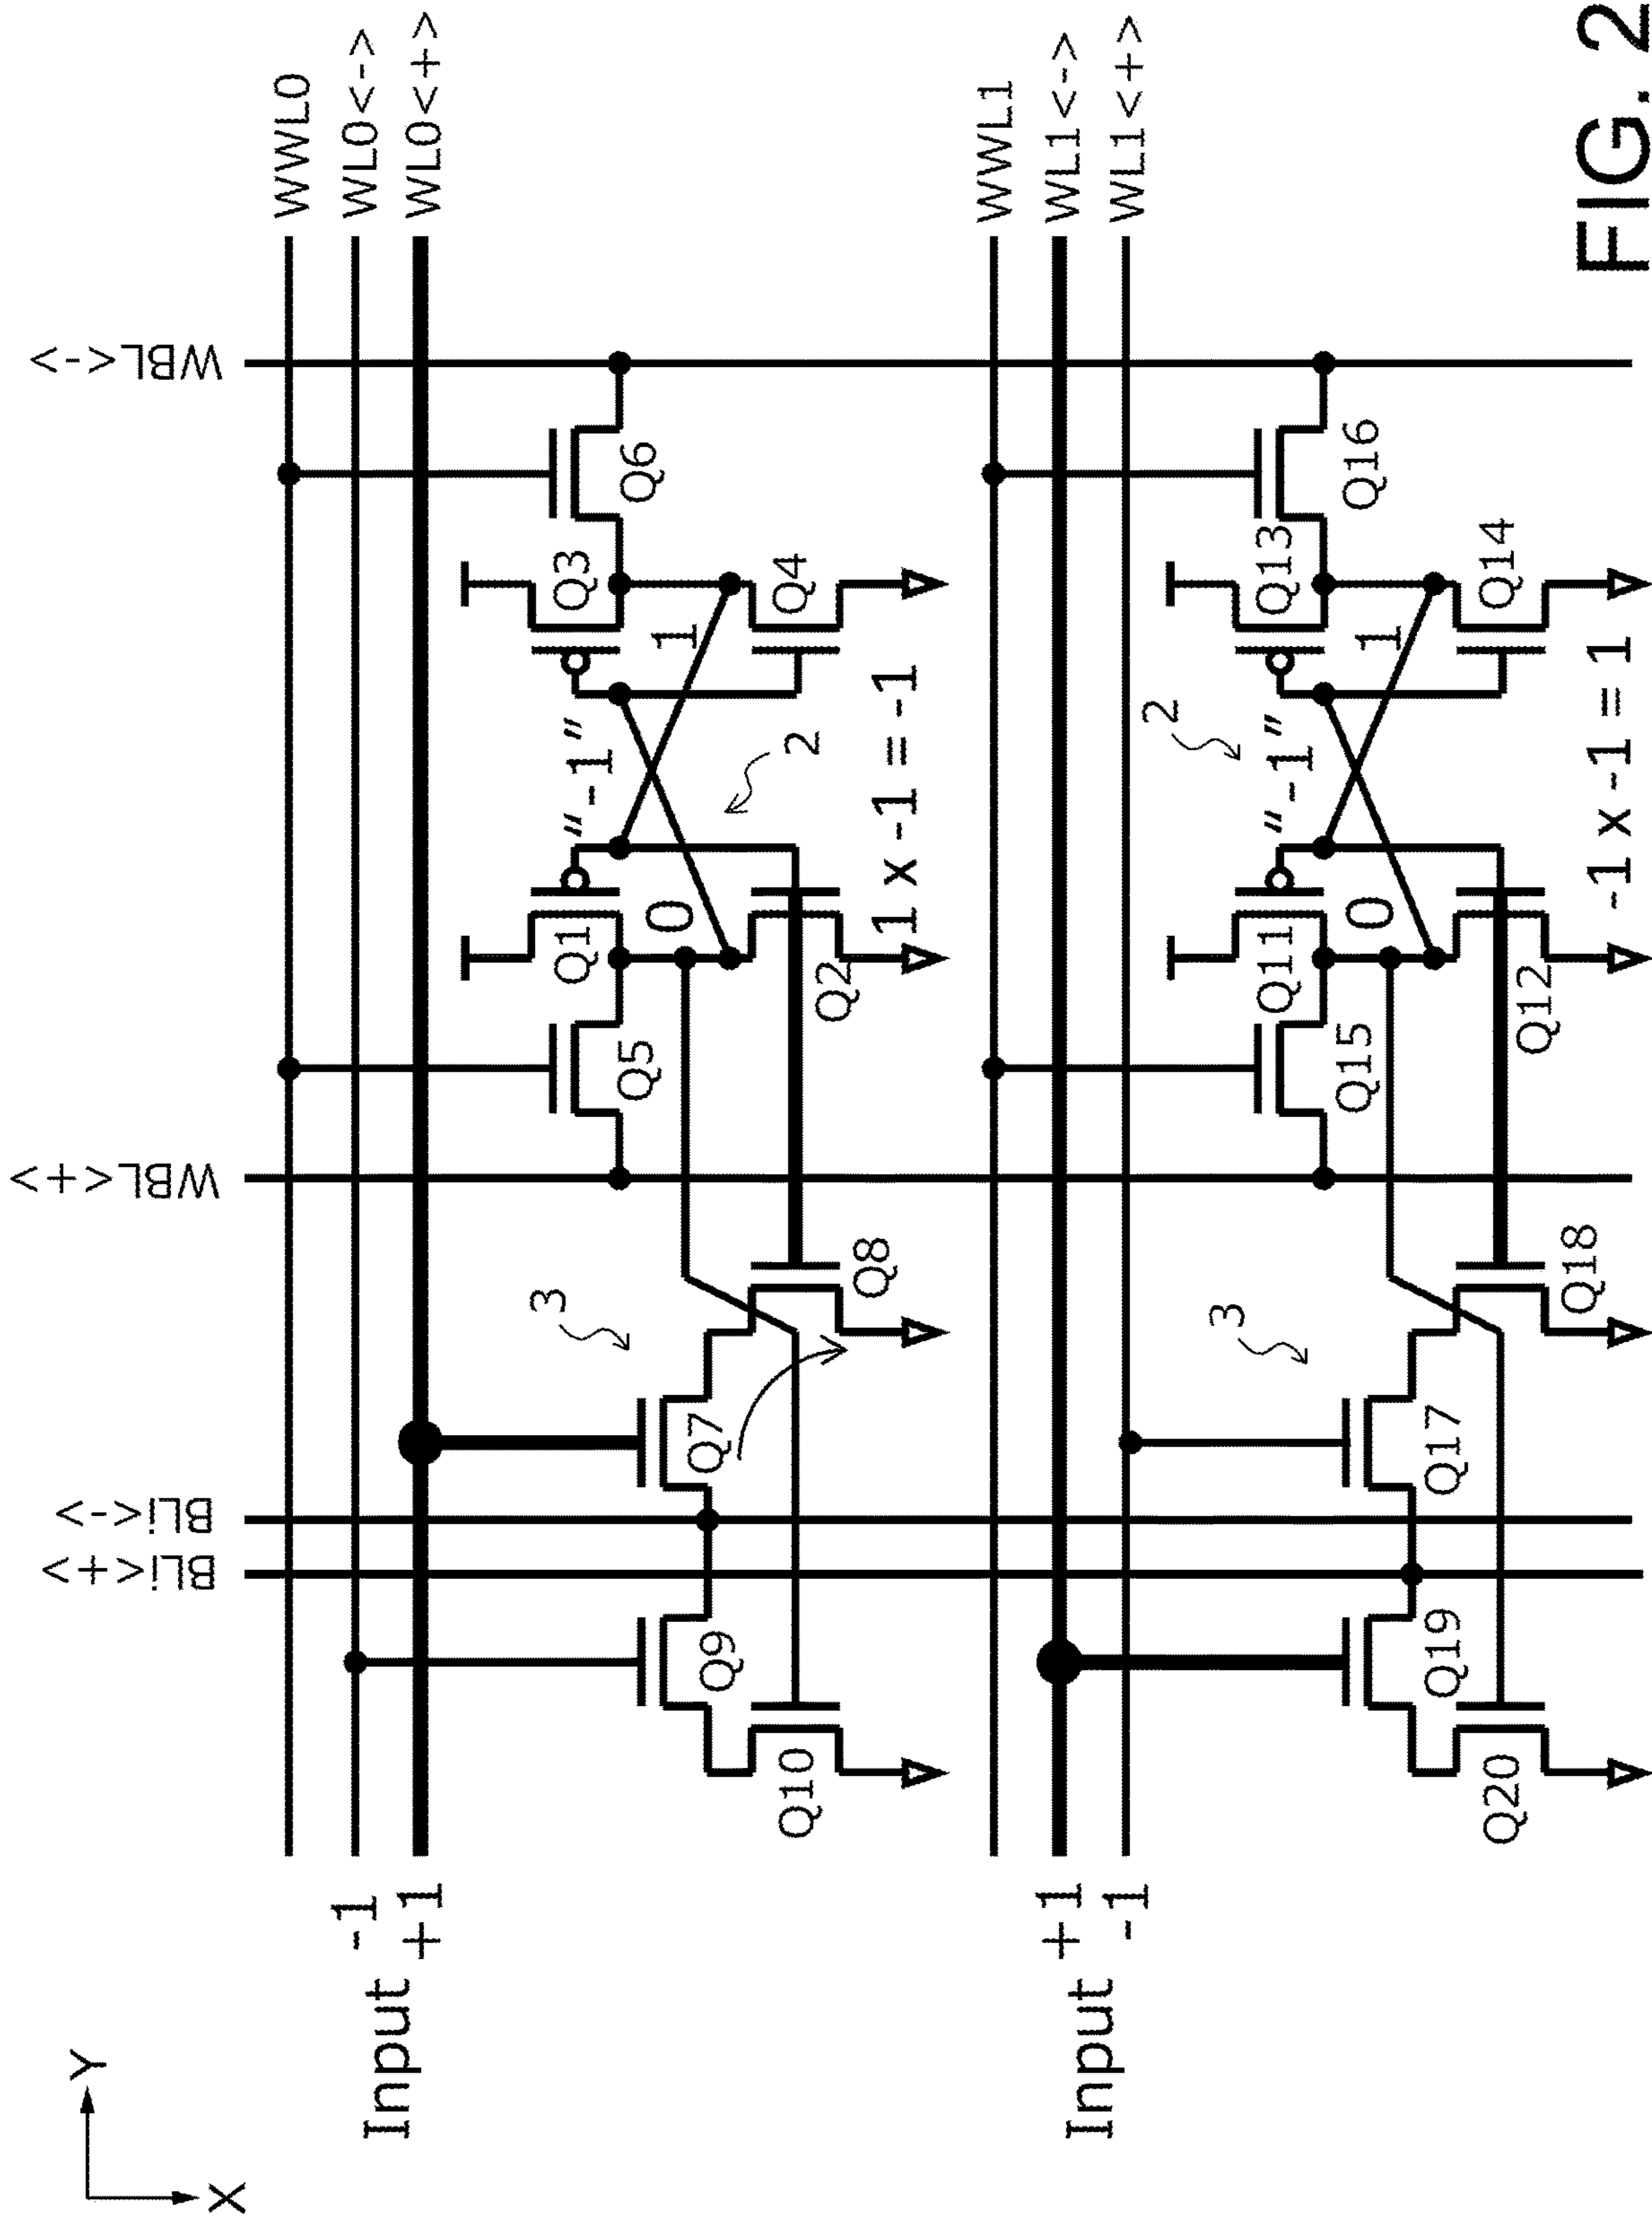 Y
X
WBL<->
WBL<+>
BLi<->
BLi<+>
WWL0
WL0<->
WL0<+>
Input
-1
+1
Q9
Q10
Q7
Q8
3
Q5
Q1
Q2
0
"-1"
2
1
Q3
Q4
Q6
1 x -1 = -1
WWL1
WL1<->
WL1<+>
Input
+1
-1
Q19
Q20
Q17
Q18
3
Q15
Q11
Q12
0
"-1"
2
1
Q13
Q14
Q16
-1 x -1 = 1
FIG. 2